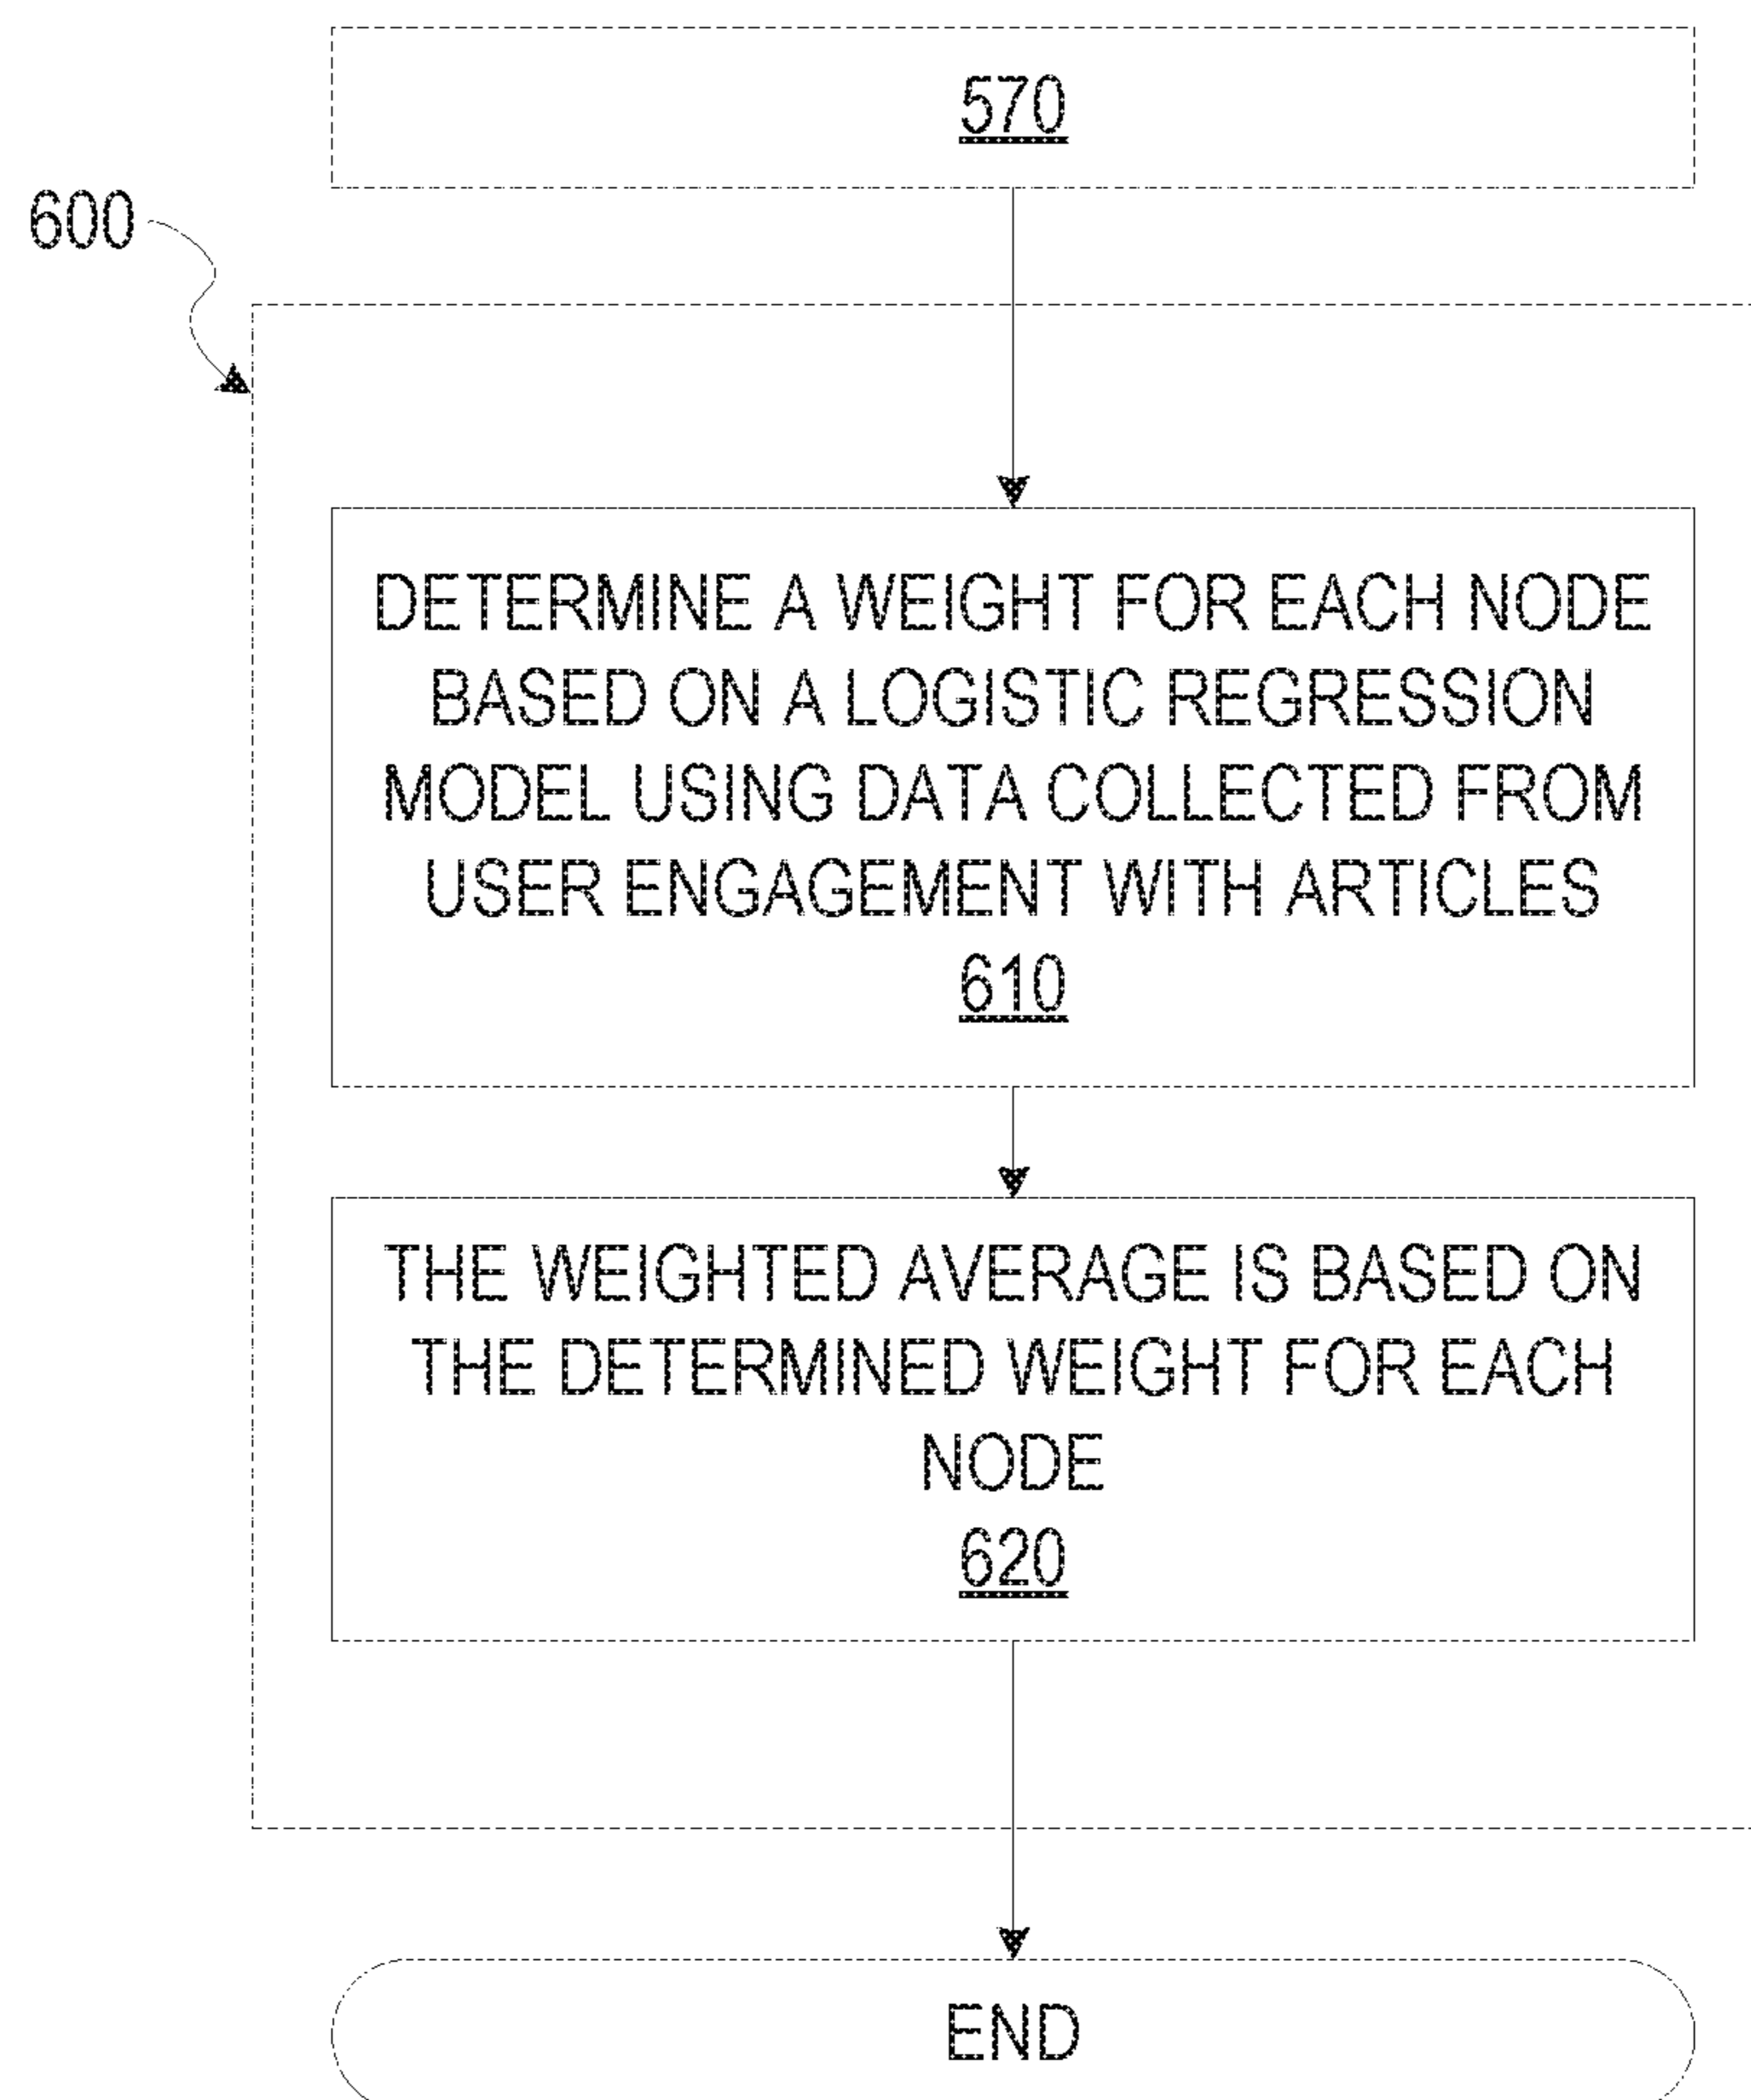 570
600
DETERMINE A WEIGHT FOR EACH NODE
BASED ON A LOGISTIC REGRESSION
MODEL USING DATA COLLECTED FROM
USER ENGAGEMENT WITH ARTICLES
610
THE WEIGHTED AVERAGE IS BASED ON
THE DETERMINED WEIGHT FOR EACH
NODE
620
END